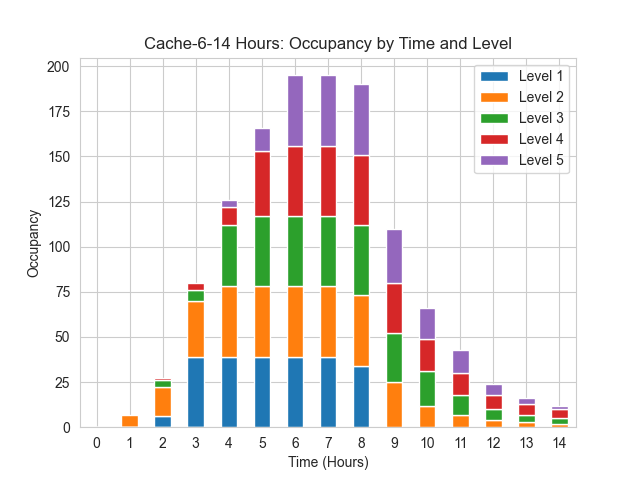 Cache-6-14 Hours: Occupancy by Time and Level
Level 1
Level 2
Level 3
Level 4
Level 5
Occupancy
200
175
150
125
100
75
50
25
0
0 1 2 3 4 5 6 7 8 9 10 11 12 13 14
Time (Hours)